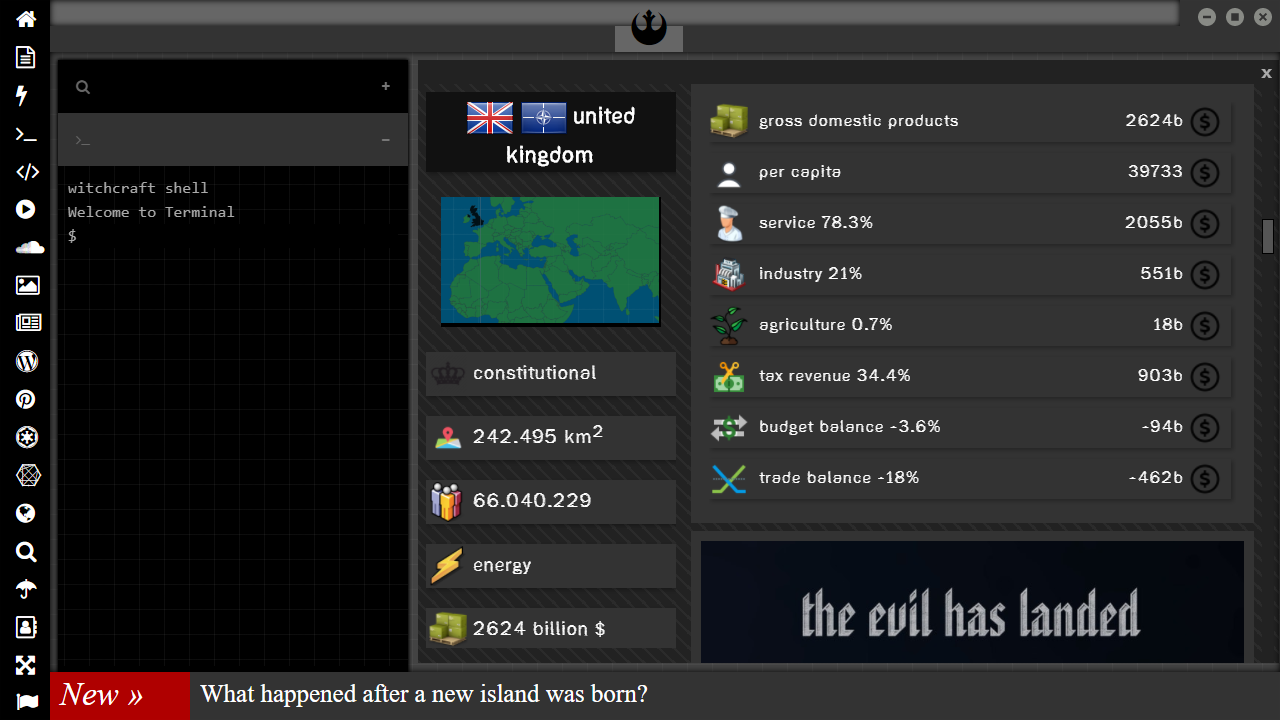 x
+
>_
−
witchcraft shell
Welcome to Terminal
$
united
kingdom
constitutional
242.495 km²
66.040.229
energy
2624 billion $
gross domestic products 2624b
per capita 39733
service 78.3% 2055b
industry 21% 551b
agriculture 0.7% 18b
tax revenue 34.4% 903b
budget balance -3.6% -94b
trade balance -18% -462b
the evil has landed
New » What happened after a new island was born?